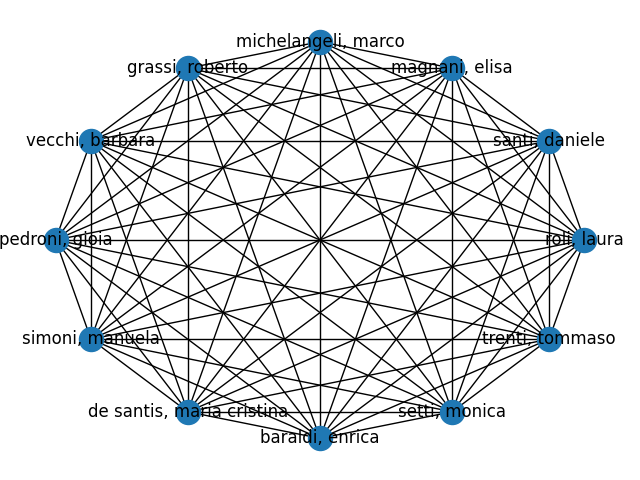 michelangeli, marco
grassi, roberto
magnani, elisa
vecchi, barbara
santi, daniele
pedroni, gioia
roli, laura
simoni, manuela
trenti, tommaso
de santis, maria cristina
setti, monica
baraldi, enrica